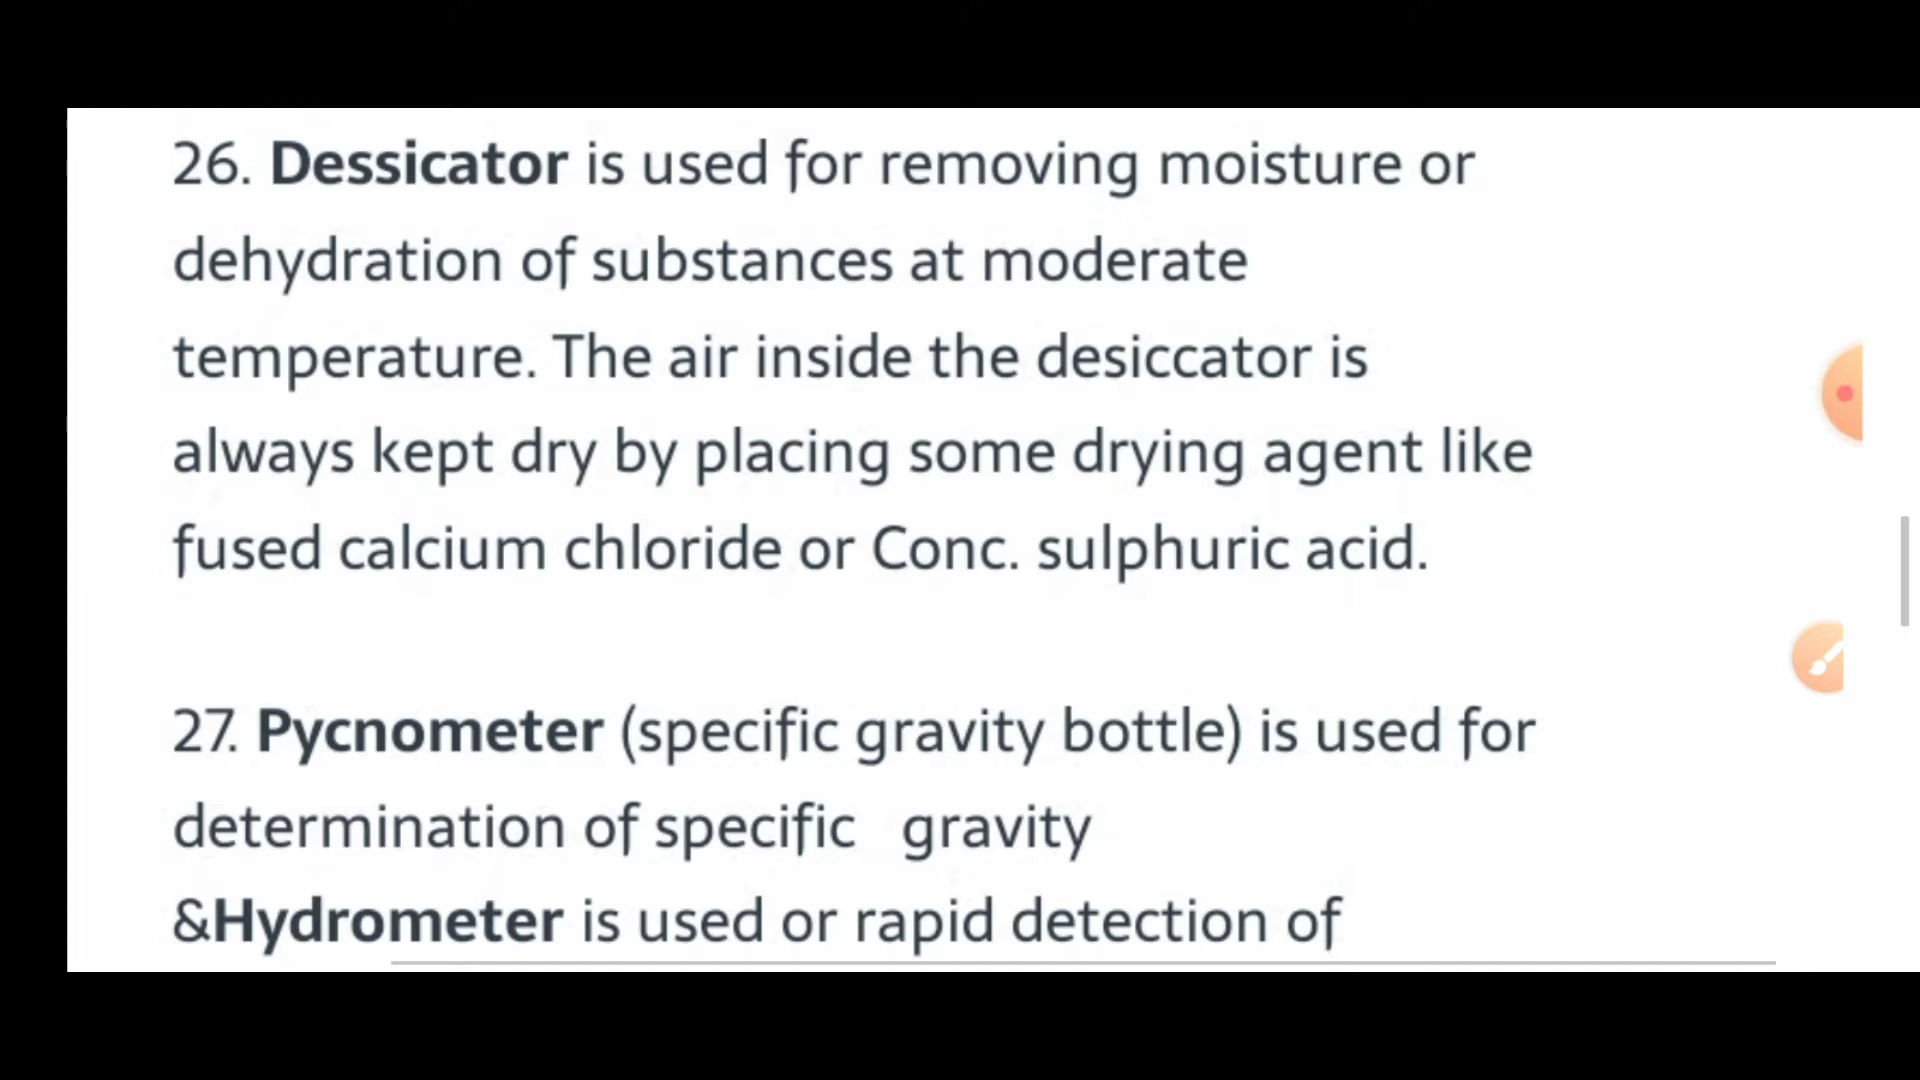 26. Dessicator is used for removing moisture or
dehydration of substances at moderate
temperature. The air inside the desiccator is
always kept dry by placing some drying agent like
fused calcium chloride or Conc. sulphuric acid.
27. Pycnometer (specific gravity bottle) is used for
determination of specific gravity
&Hydrometer is used or rapid detection of